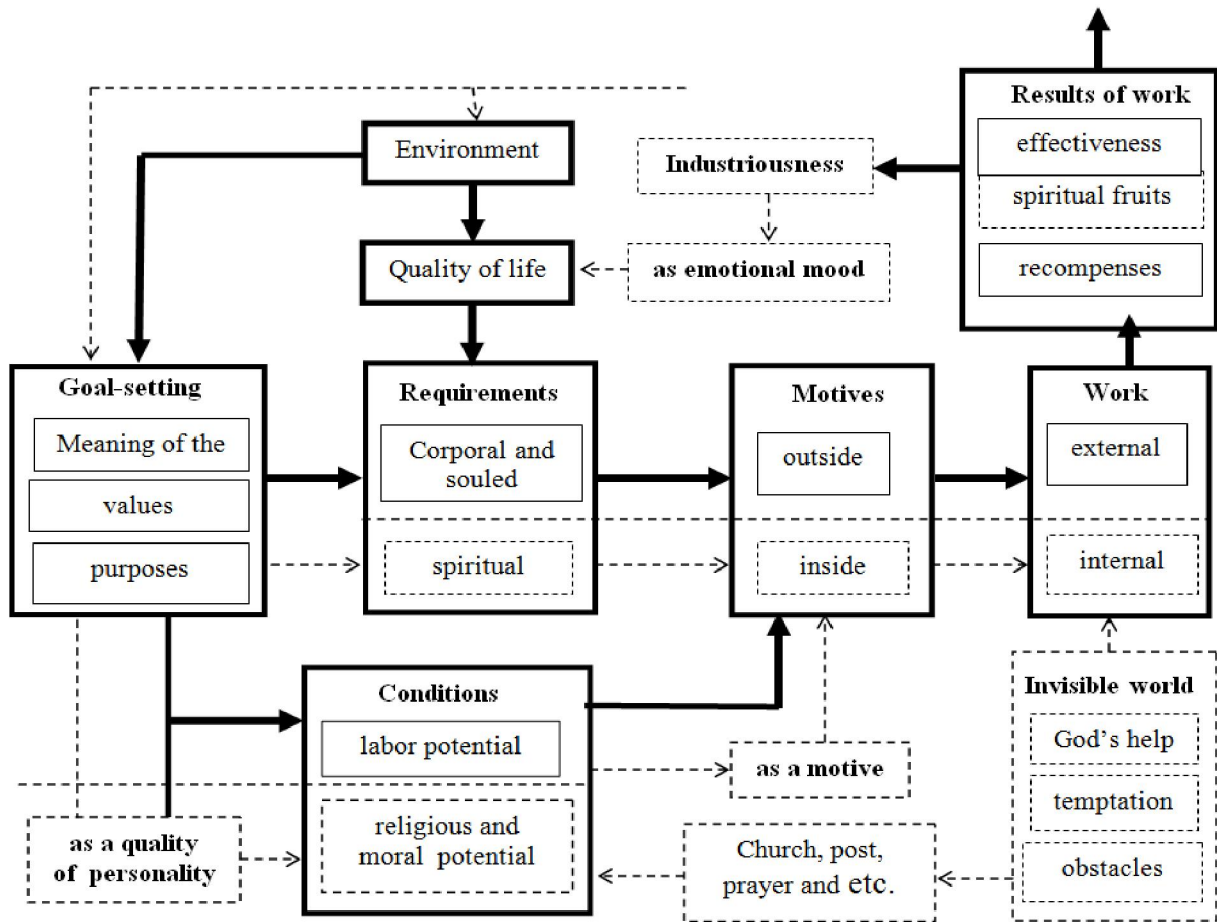 Results of work
effectiveness
spiritual fruits
recompenses
Environment
Industriousness
Quality of life
as emotional mood
Goal-setting
Meaning of the
values
purposes
Requirements
Corporal and
souled
spiritual
Motives
outside
inside
Work
external
internal
Conditions
labor potential
religious and
moral potential
as a quality
of personality
as a motive
Church, post,
prayer and etc.
Invisible world
God's help
temptation
obstacles